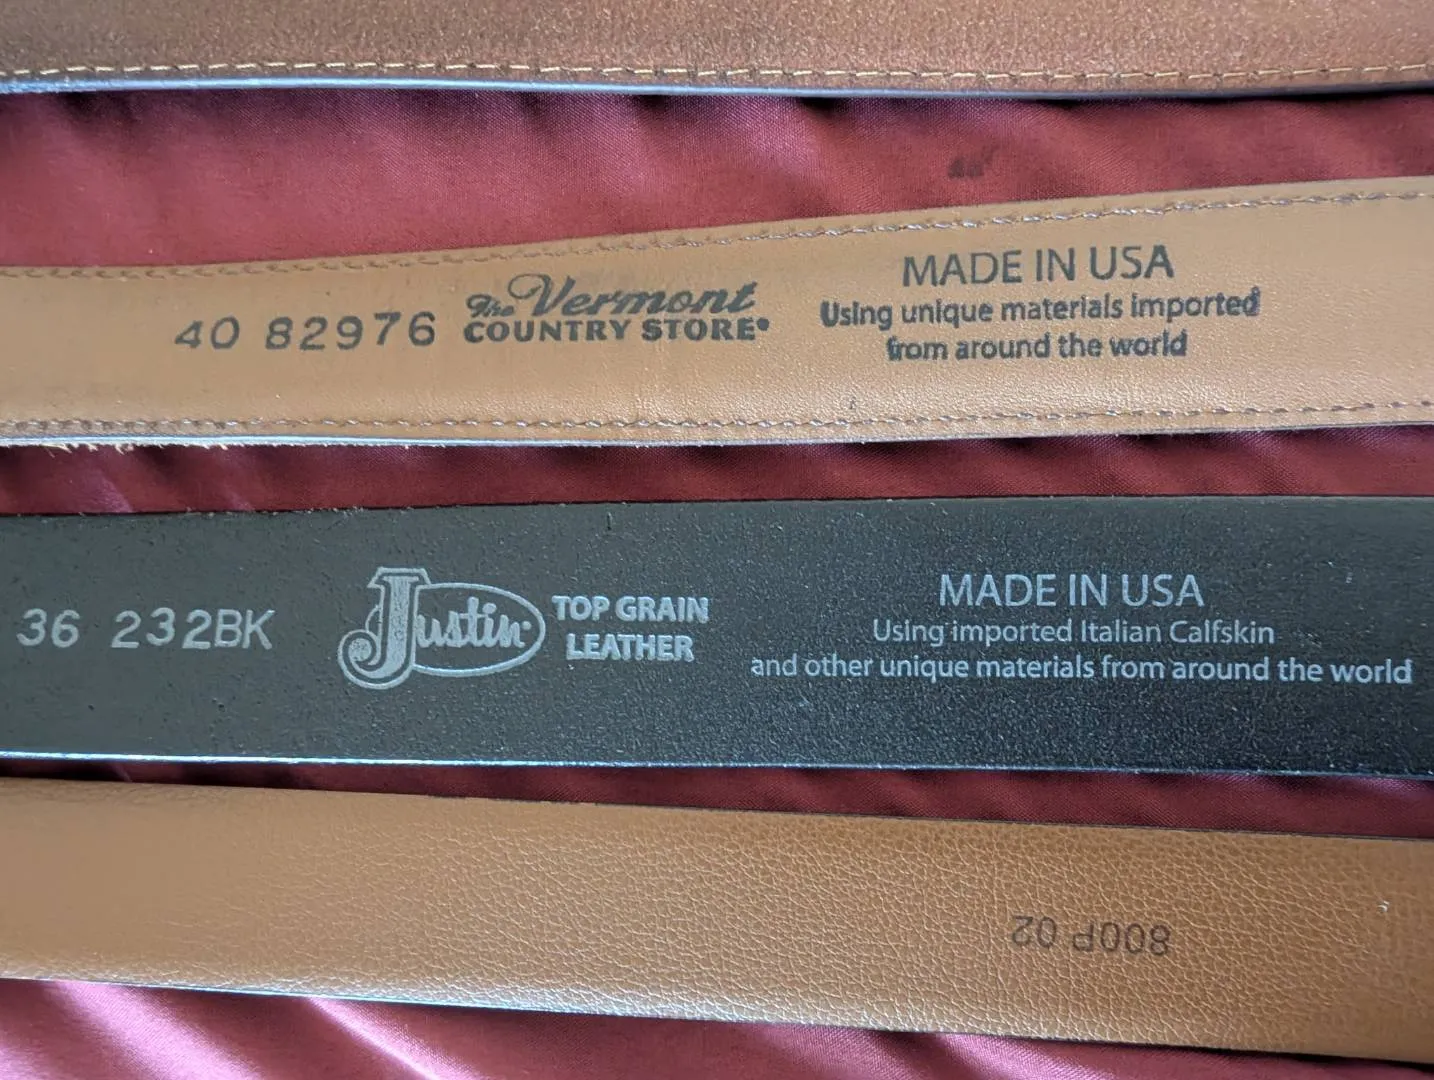 40 82976 The Vermont COUNTRY STORE®
MADE IN USA
Using unique materials imported
from around the world
36 232BK Justin® TOP GRAIN
LEATHER
MADE IN USA
Using imported Italian Calfskin
and other unique materials from around the world
800P 02